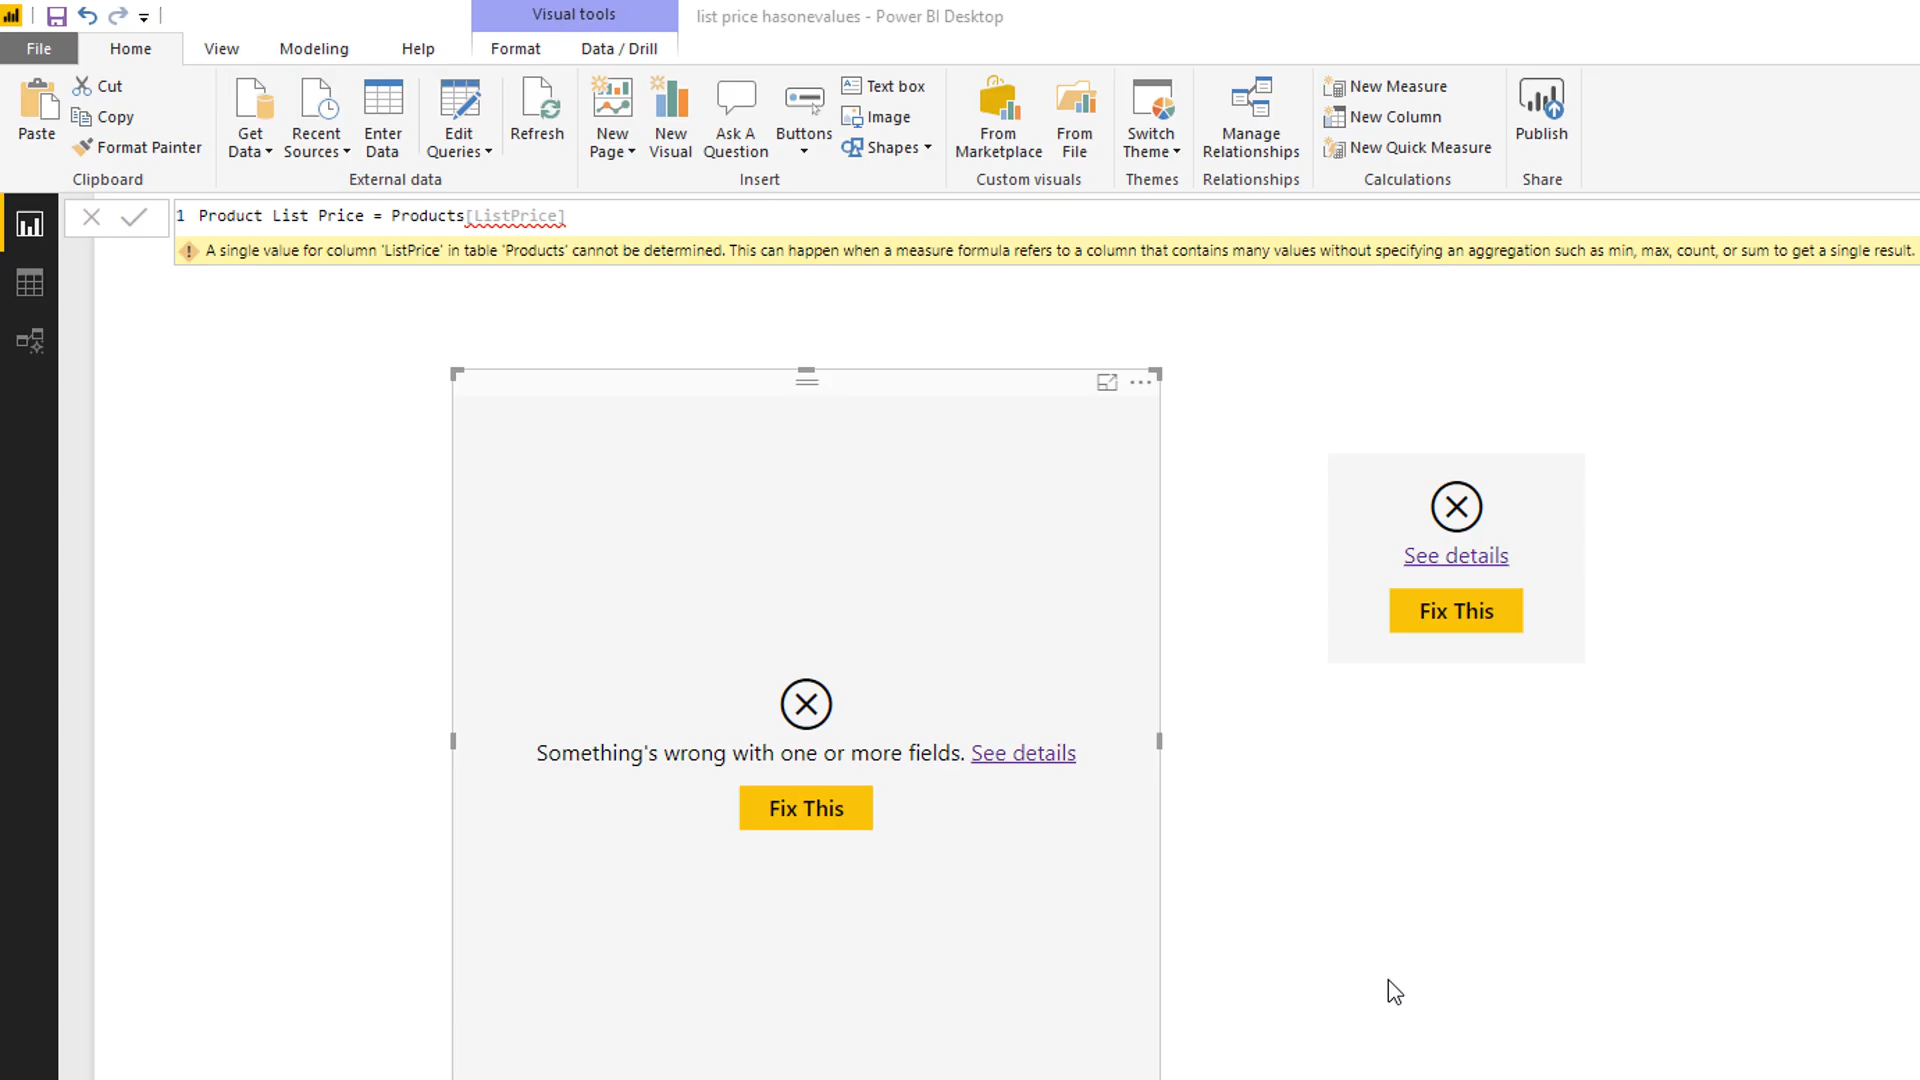 Visual tools
list price hasonevalues - Power BI Desktop
File
Home
View
Modeling
Help
Format
Data / Drill
Paste
Cut
Copy
Format Painter
Clipboard
Get Data
Recent Sources
Enter Data
Edit Queries
Refresh
External data
New Page
New Visual
Ask A Question
Buttons
Text box
Image
Shapes
Insert
From Marketplace
From File
Custom visuals
Switch Theme
Themes
Manage Relationships
Relationships
New Measure
New Column
New Quick Measure
Calculations
Publish
Share
1 Product List Price = Products[ListPrice]
A single value for column 'ListPrice' in table 'Products' cannot be determined. This can happen when a measure formula refers to a column that contains many values without specifying an aggregation such as min, max, count, or sum to get a single result.
See details
Fix This
Something's wrong with one or more fields. See details
Fix This